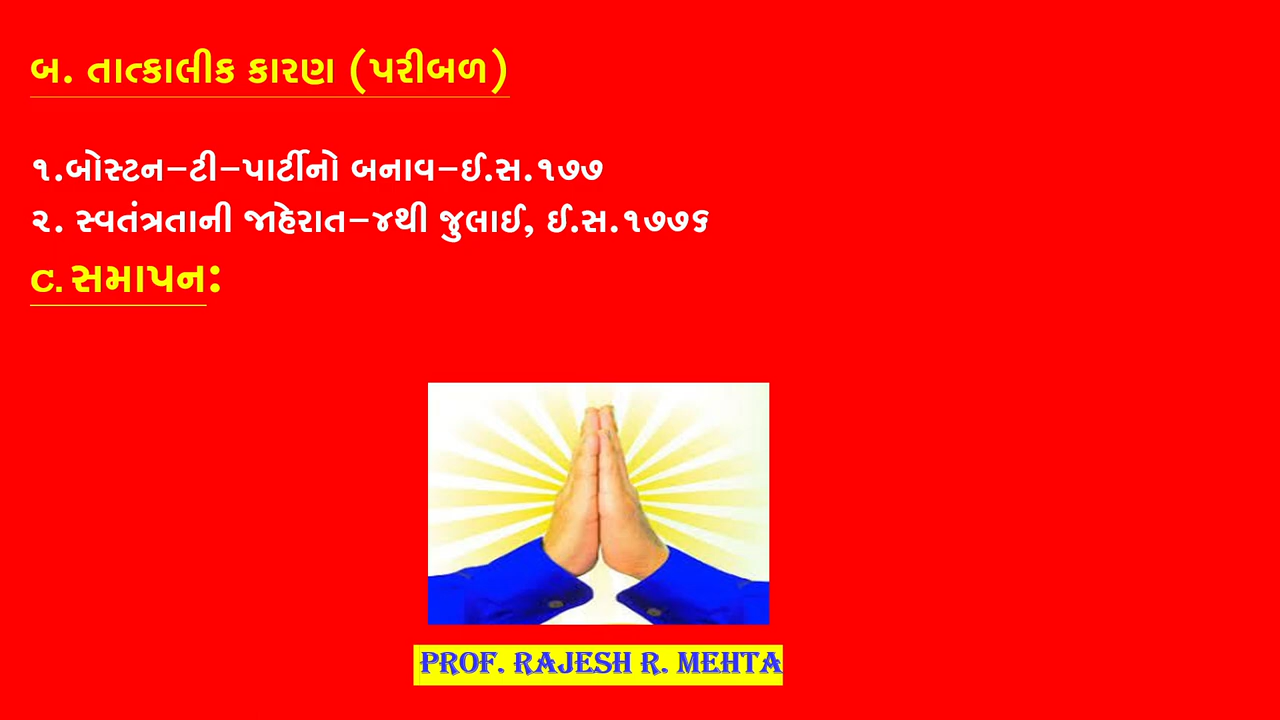 બ. તાત્કાલીક કારણ (પરીબળ)
૧.બોસ્ટન-ટી-પાર્ટીનો બનાવ-ઈ.સ.૧૭૭
૨. સ્વતંત્રતાની જાહેરાત-૪થી જુલાઈ, ઈ.સ.૧૭૭૬
C. સમાપન:
PROF. RAJESH R. MEHTA